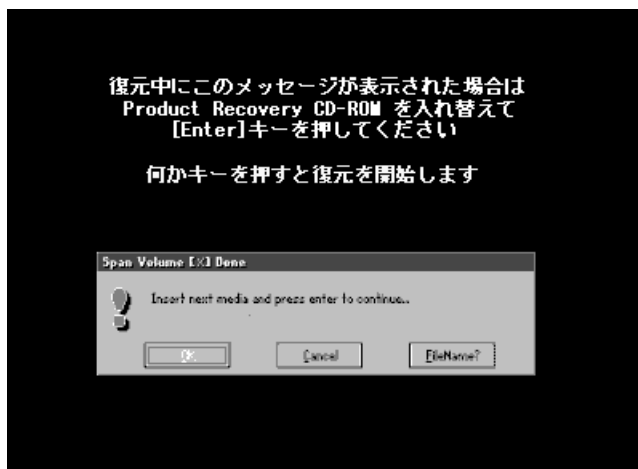 復元中にこのメッセージが表示された場合は
Product Recovery CD-ROM を入れ替えて
[Enter]キーを押してください
何かキーを押すと復元を開始します
Span Volume [X] Done
Insert next media and press enter to continue..
Ok
Cancel
FileName?